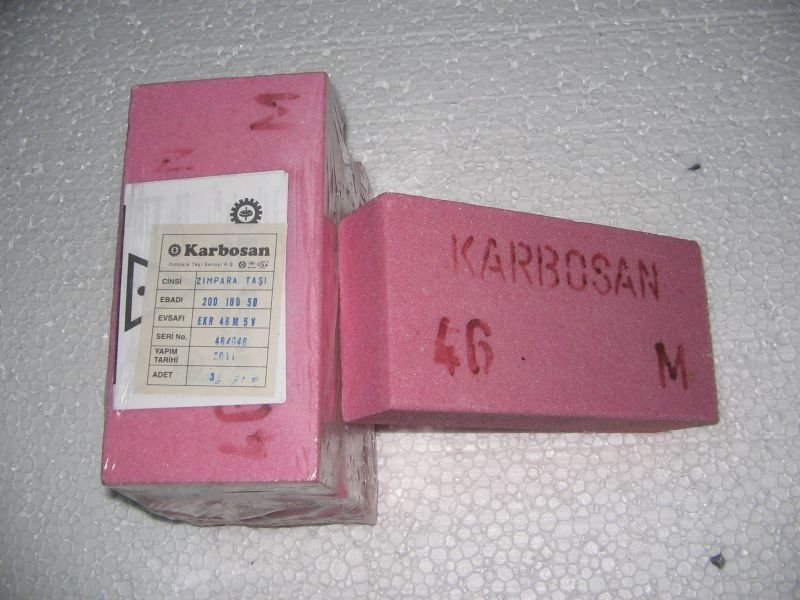 M
Karbosan
Zımpara Taşı Sanayi A.Ş.
CİNSİ ZIMPARA TAŞI
EBADI 200 100 50
EVSAFI EKR 46 M 5 V
SERİ No. 464046
YAPIM TARİHİ 2011
ADET
46
KARBOSAN
46 M